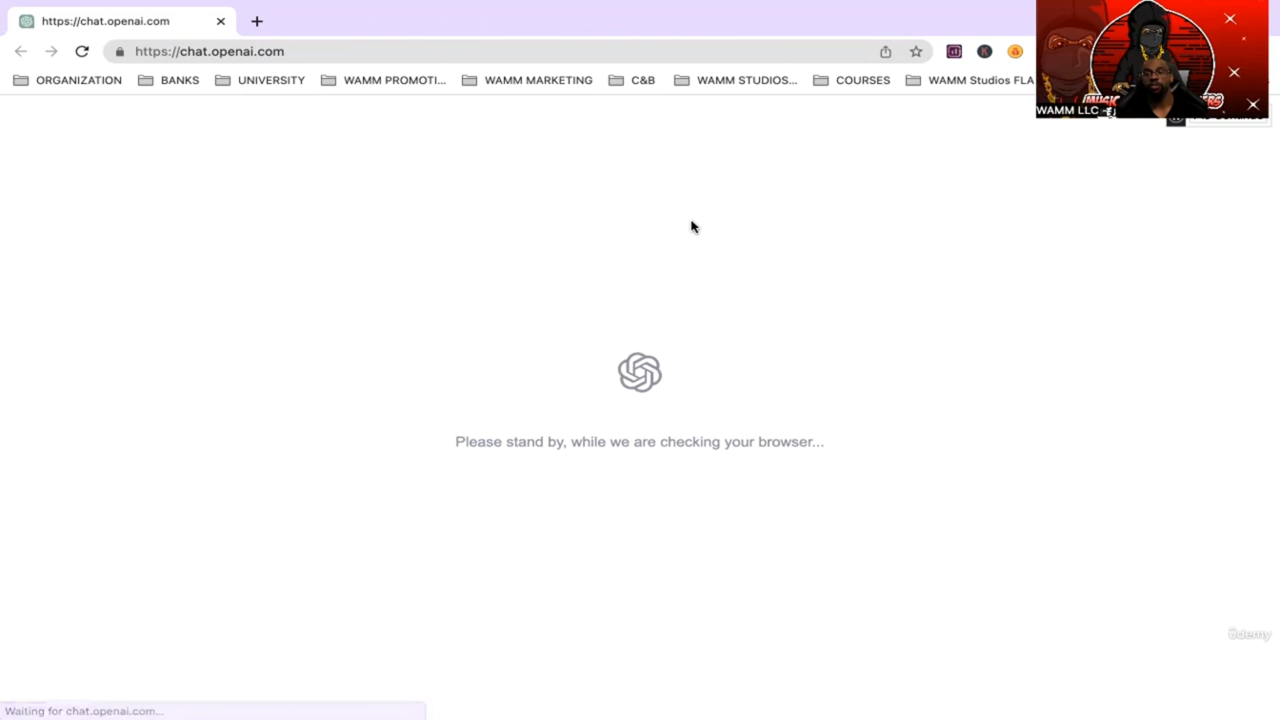 https://chat.openai.com
https://chat.openai.com
ORGANIZATION BANKS UNIVERSITY WAMM PROMOTI... WAMM MARKETING C&B WAMM STUDIOS... COURSES WAMM Studios FLA
WAMM LLC
Please stand by, while we are checking your browser...
ûdemy
Waiting for chat.openai.com...